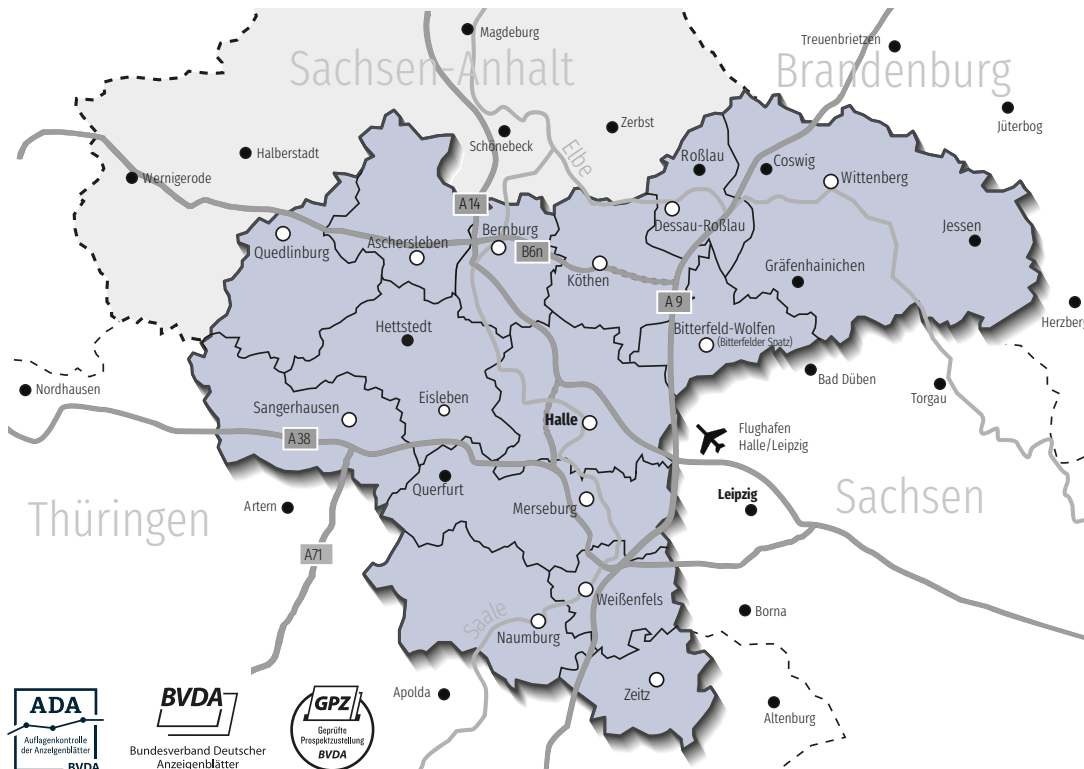 Magdeburg
Sachsen-Anhalt
Treuenbrietzen
Brandenburg
Jüterbog
Zerbst
Schönebeck
Elbe
Halberstadt
Wernigerode
Roßlau
Coswig
Wittenberg
A14
Bernburg
B6n
Dessau-Roßlau
Jessen
Quedlinburg
Aschersleben
Köthen
Gräfenhainichen
A 9
Herzberg
Hettstedt
Bitterfeld-Wolfen
(Bitterfelder Spatz)
Bad Düben
Torgau
Nordhausen
Sangerhausen
Eisleben
Halle
A38
Flughafen
Halle/Leipzig
Querfurt
Merseburg
Leipzig
Sachsen
Thüringen
Artern
A71
Weißenfels
Saale
Naumburg
Borna
Zeitz
Apolda
Altenburg
ADA
Auflagenkontrolle
der Anzeigenblätter
BVDA
BVDA
Bundesverband Deutscher
Anzeigenblätter
GPZ
Geprüfte
Prospektzustellung
BVDA